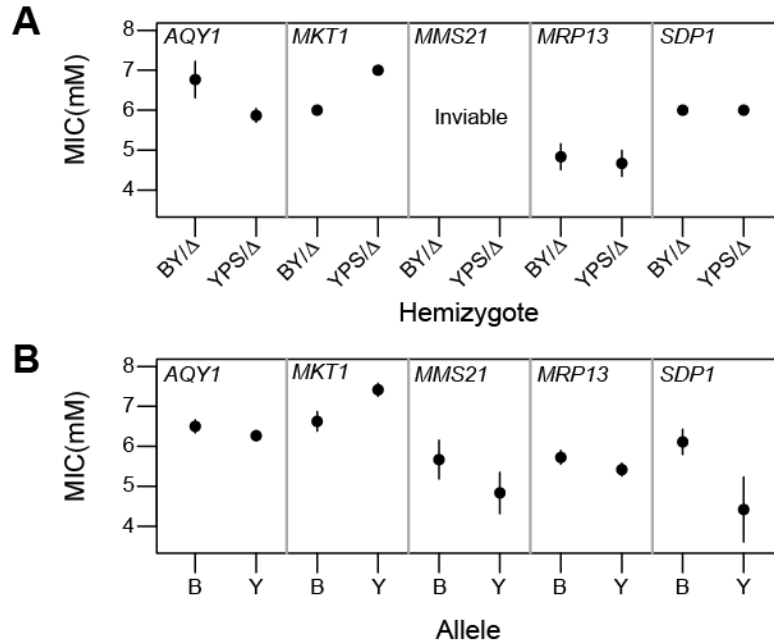 A
AQY1 MKT1 MMS21 MRP13 SDP1
8
7
6
5
4
MIC(mM)
Inviable
BY/Δ YPS/Δ BY/Δ YPS/Δ BY/Δ YPS/Δ BY/Δ YPS/Δ BY/Δ YPS/Δ
Hemizygote
B
AQY1 MKT1 MMS21 MRP13 SDP1
8
7
6
5
4
MIC(mM)
B Y B Y B Y B Y B Y
Allele